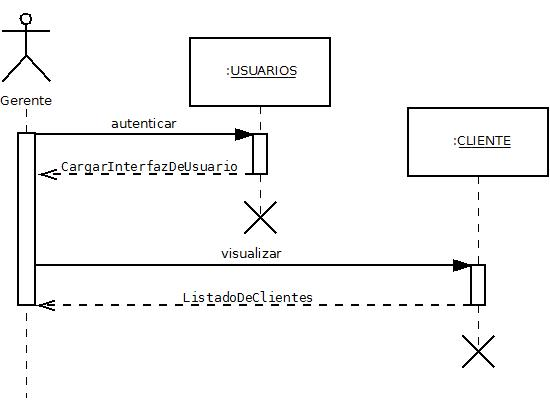 :USUARIOS
Gerente
autenticar
:CLIENTE
CargarInterfazDeUsuario
visualizar
ListadoDeClientes